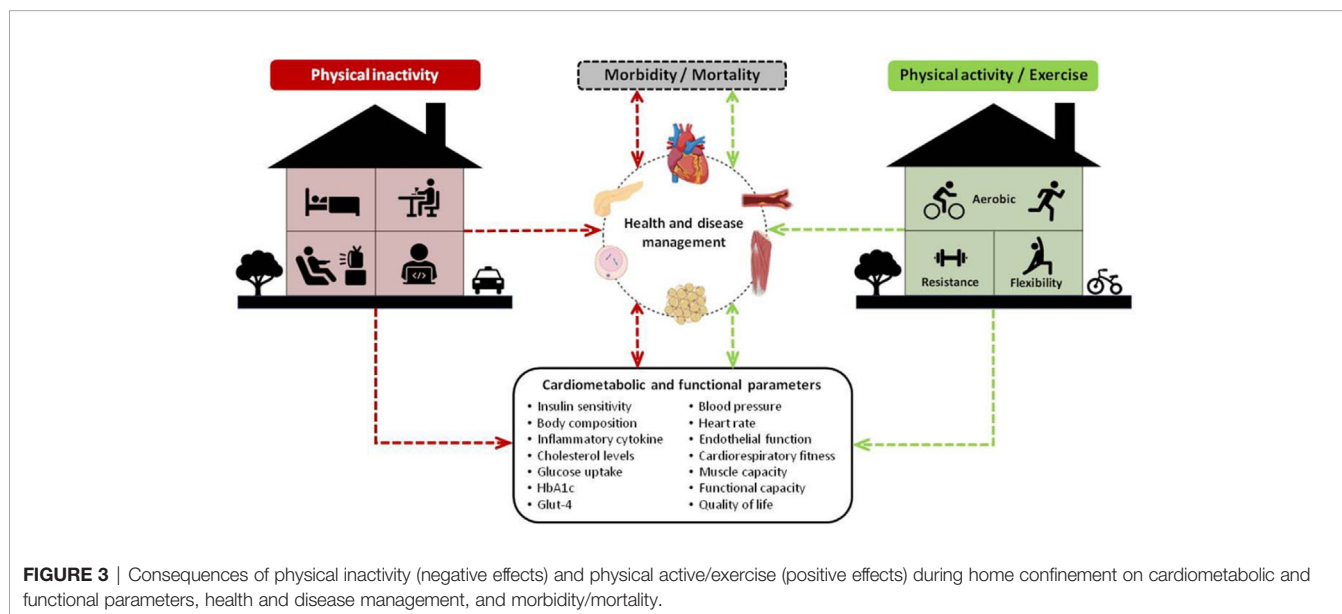 Physical inactivity
Morbidity / Mortality
Physical activity / Exercise
Aerobic
Resistance
Flexibility
</>
Health and disease
management
Cardiometabolic and functional parameters
• Insulin sensitivity
• Body composition
• Inflammatory cytokine
• Cholesterol levels
• Glucose uptake
• HbA1c
• Glut-4
• Blood pressure
• Heart rate
• Endothelial function
• Cardiorespiratory fitness
• Muscle capacity
• Functional capacity
• Quality of life
FIGURE 3 | Consequences of physical inactivity (negative effects) and physical active/exercise (positive effects) during home confinement on cardiometabolic and
functional parameters, health and disease management, and morbidity/mortality.